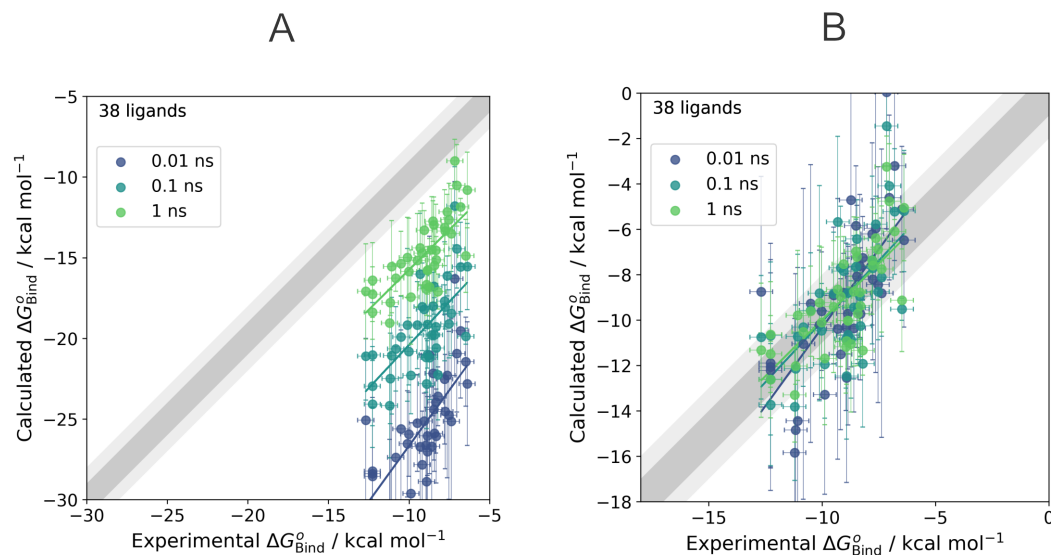 A
B
38 ligands
0.01 ns
0.1 ns
1 ns
−5
−10
−15
−20
−25
−30
−30
−25
−20
−15
−10
−5
Calculated ΔG°Bind / kcal mol−1
Experimental ΔG°Bind / kcal mol−1
38 ligands
0.01 ns
0.1 ns
1 ns
0
−2
−4
−6
−8
−10
−12
−14
−16
−18
−15
−10
−5
0
Calculated ΔG°Bind / kcal mol−1
Experimental ΔG°Bind / kcal mol−1